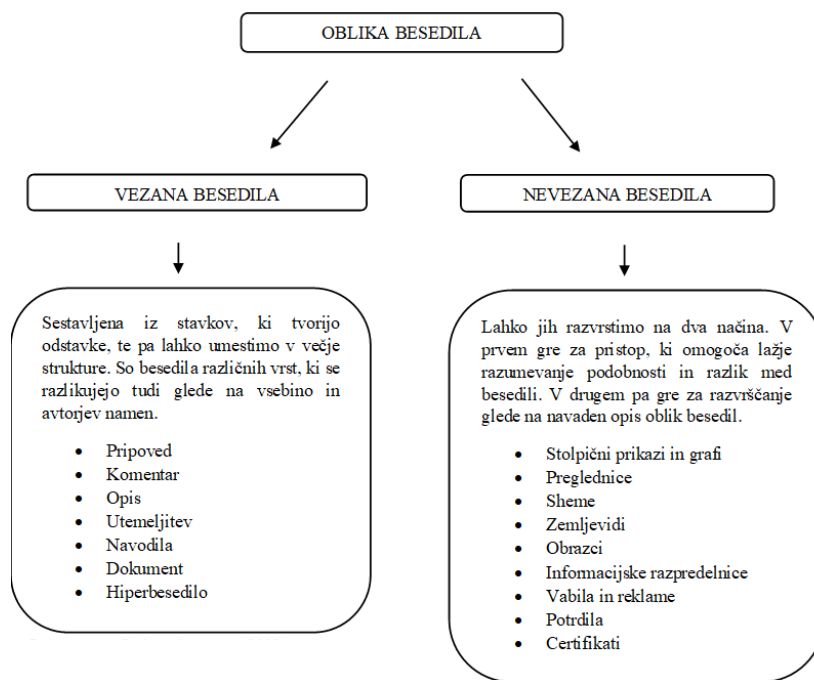 OBLIKA BESEDILA
VEZANA BESEDILA
NEVEZANA BESEDILA
Sestavljena iz stavkov, ki tvorijo
odstavke, te pa lahko umestimo v večje
strukture. So besedila različnih vrst, ki se
razlikujejo tudi glede na vsebino in
avtorjev namen.
• Pripoved
• Komentar
• Opis
• Utemeljitev
• Navodila
• Dokument
• Hiperbesedilo
Lahko jih razvrstimo na dva načina. V
prvem gre za pristop, ki omogoča lažje
razumevanje podobnosti in razlik med
besedili. V drugem pa gre za razvrščanje
glede na navaden opis oblik besedil.
• Stolpični prikazi in grafi
• Preglednice
• Sheme
• Zemljevidi
• Obrazci
• Informacijske razpredelnice
• Vabila in reklame
• Potrdila
• Certifikati